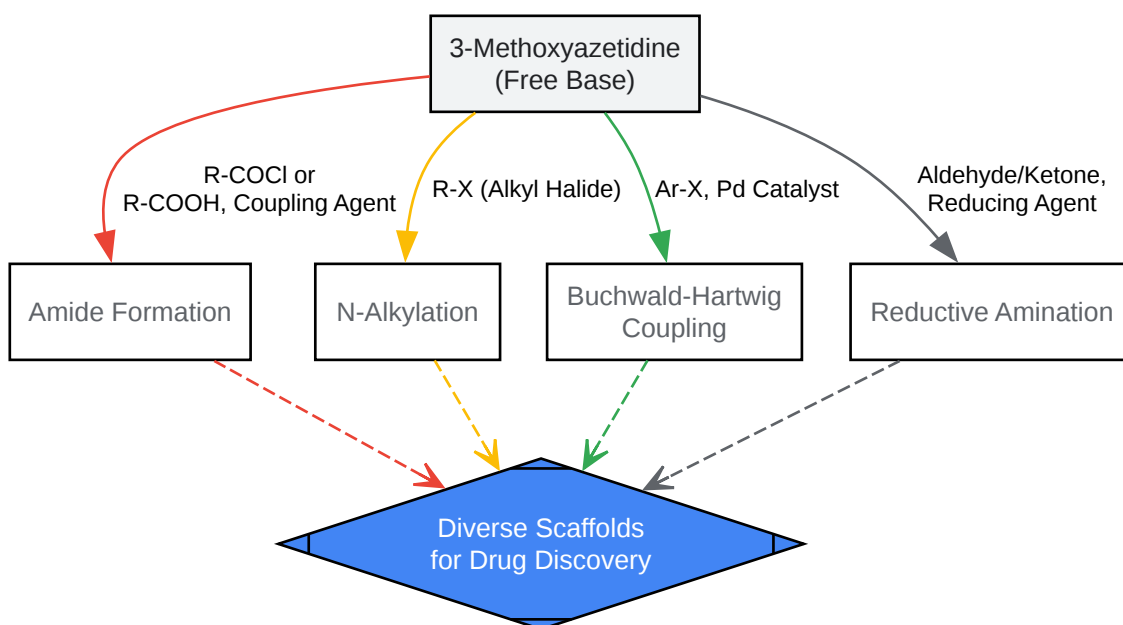 3-Methoxyazetidine
(Free Base)
R-COCl or
R-COOH, Coupling Agent
R-X (Alkyl Halide)
Ar-X, Pd Catalyst
Aldehyde/Ketone,
Reducing Agent
Amide Formation
N-Alkylation
Buchwald-Hartwig
Coupling
Reductive Amination
Diverse Scaffolds
for Drug Discovery